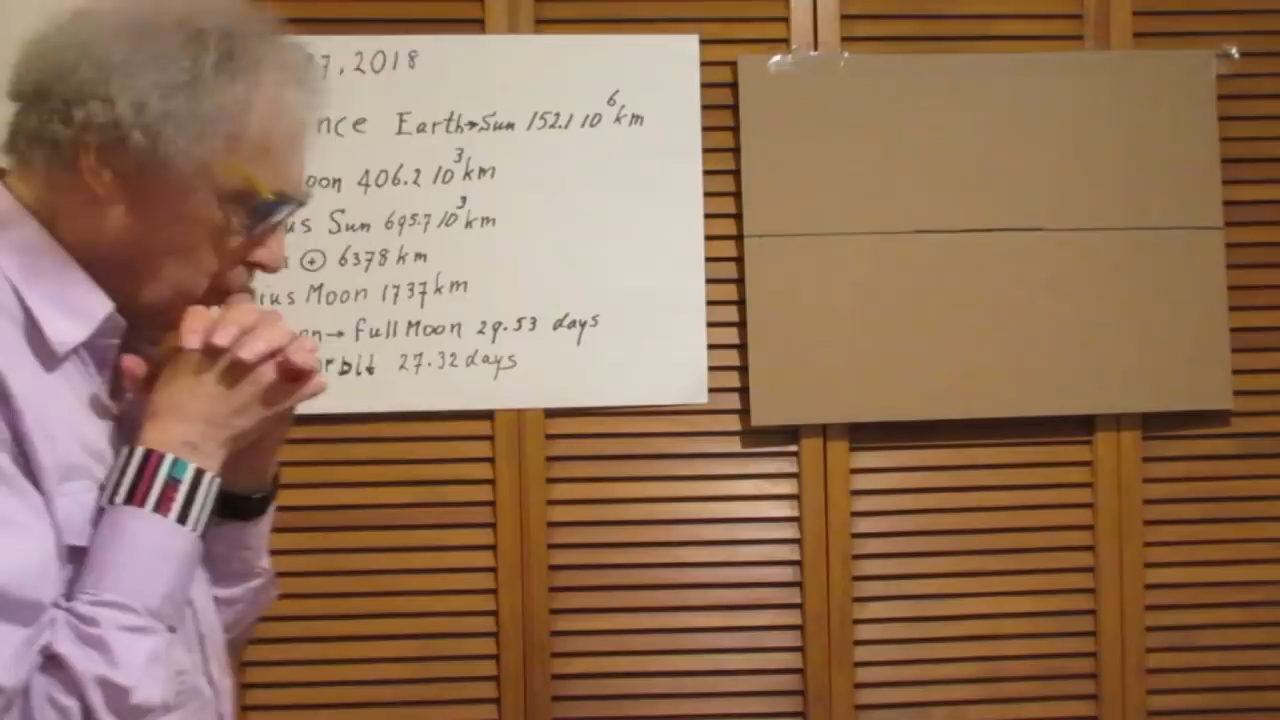 7, 2018
nce Earth→Sun 152.1 10⁶ km
oon 406.2 10³ km
us Sun 695.7 10³ km
⊕ 6378 km
ius Moon 1737 km
n→ full Moon 29.53 days
orbit 27.32 days